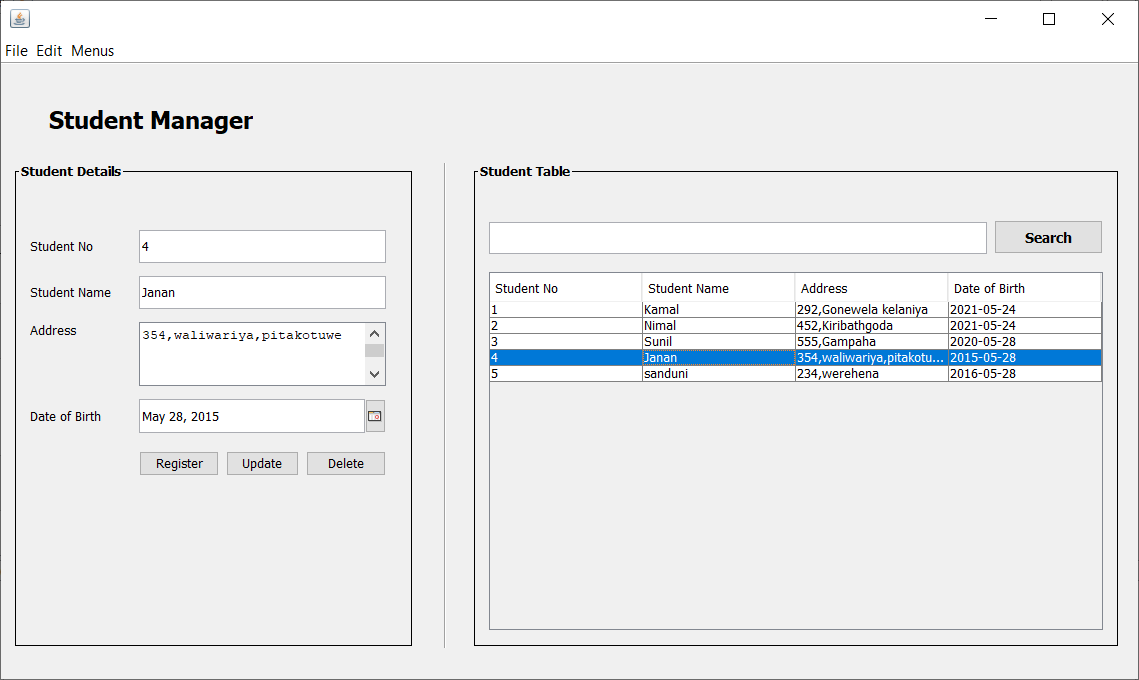 File Edit Menus
Student Manager
Student Details
Student No 4
Student Name Janan
Address 354,waliwariya,pitakotuwe
Date of Birth May 28, 2015
Register Update Delete
Student Table
Search
Student No Student Name Address Date of Birth
1 Kamal 292,Gonewela kelaniya 2021-05-24
2 Nimal 452,Kiribathgoda 2021-05-24
3 Sunil 555,Gampaha 2020-05-28
4 Janan 354,waliwariya,pitakotu... 2015-05-28
5 sanduni 234,werehena 2016-05-28